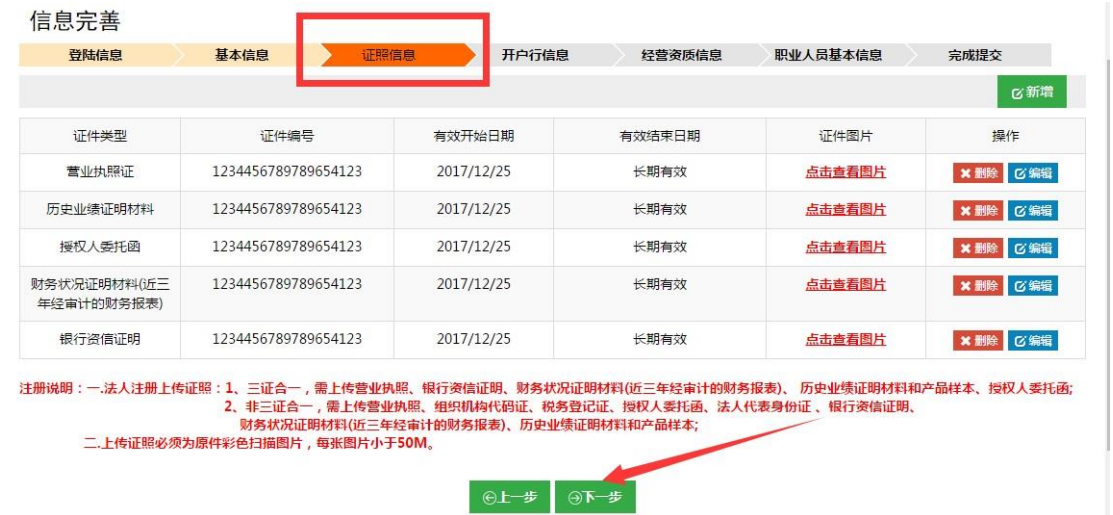 信息完善
登陆信息 基本信息 证照信息 开户行信息 经营资质信息 职业人员基本信息 完成提交
新增
证件类型 证件编号 有效开始日期 有效结束日期 证件图片 操作
营业执照证 1234456789789654123 2017/12/25 长期有效 点击查看图片 删除 编辑
历史业绩证明材料 1234456789789654123 2017/12/25 长期有效 点击查看图片 删除 编辑
授权人委托函 1234456789789654123 2017/12/25 长期有效 点击查看图片 删除 编辑
财务状况证明材料(近三 1234456789789654123 2017/12/25 长期有效 点击查看图片 删除 编辑
年经审计的财务报表)
银行资信证明 1234456789789654123 2017/12/25 长期有效 点击查看图片 删除 编辑
注册说明：一.法人注册上传证照：1、三证合一，需上传营业执照、银行资信证明、财务状况证明材料(近三年经审计的财务报表)、 历史业绩证明材料和产品样本、授权人委托函;
2、非三证合一，需上传营业执照、组织机构代码证、税务登记证、授权人委托函、法人代表身份证 、银行资信证明、
财务状况证明材料(近三年经审计的财务报表)、历史业绩证明材料和产品样本;
二.上传证照必须为原件彩色扫描图片，每张图片小于50M。
上一步 下一步